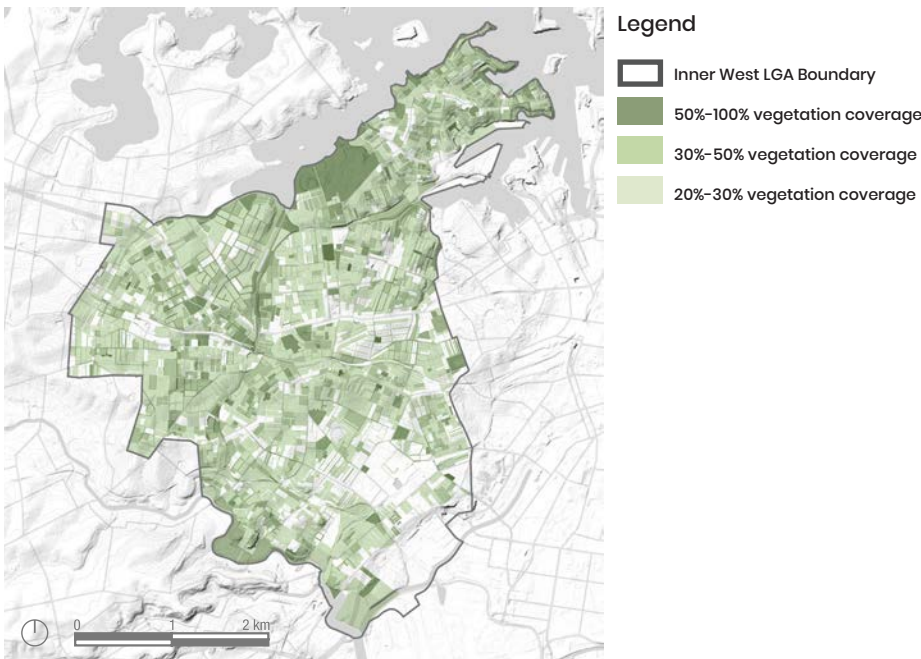 Legend
Inner West LGA Boundary
50%-100% vegetation coverage
30%-50% vegetation coverage
20%-30% vegetation coverage
0 1 2 km